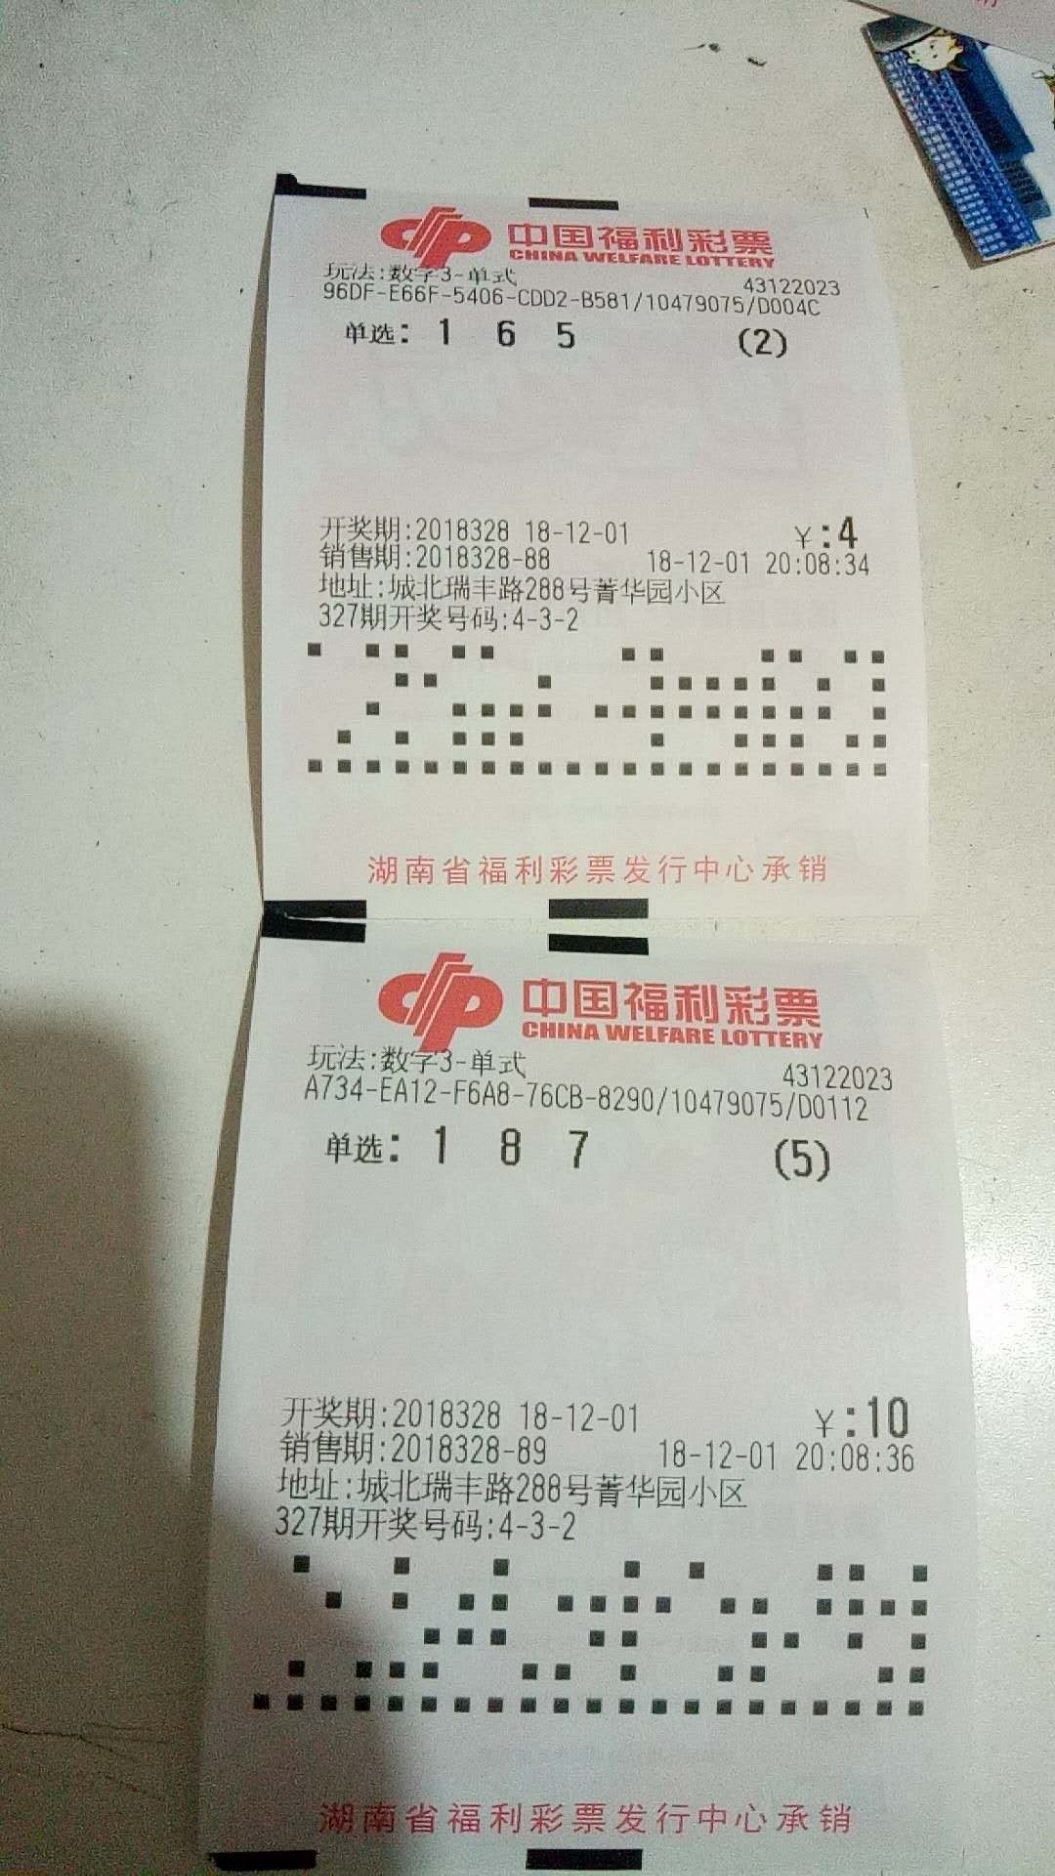 中国福利彩票
CHINA WELFARE LOTTERY
玩法:数字3-单式 43122023
96DF-E66F-5406-CDD2-B581/10479075/D004C
单选: 1 6 5 (2)
开奖期:2018328 18-12-01 ¥:4
销售期:2018328-88 18-12-01 20:08:34
地址:城北瑞丰路288号菁华园小区
327期开奖号码:4-3-2
湖南省福利彩票发行中心承销
中国福利彩票
CHINA WELFARE LOTTERY
玩法:数字3-单式 43122023
A734-EA12-F6A8-76CB-8290/10479075/D0112
单选: 1 8 7 (5)
开奖期:2018328 18-12-01 ¥:10
销售期:2018328-89 18-12-01 20:08:36
地址:城北瑞丰路288号菁华园小区
327期开奖号码:4-3-2
湖南省福利彩票发行中心承销